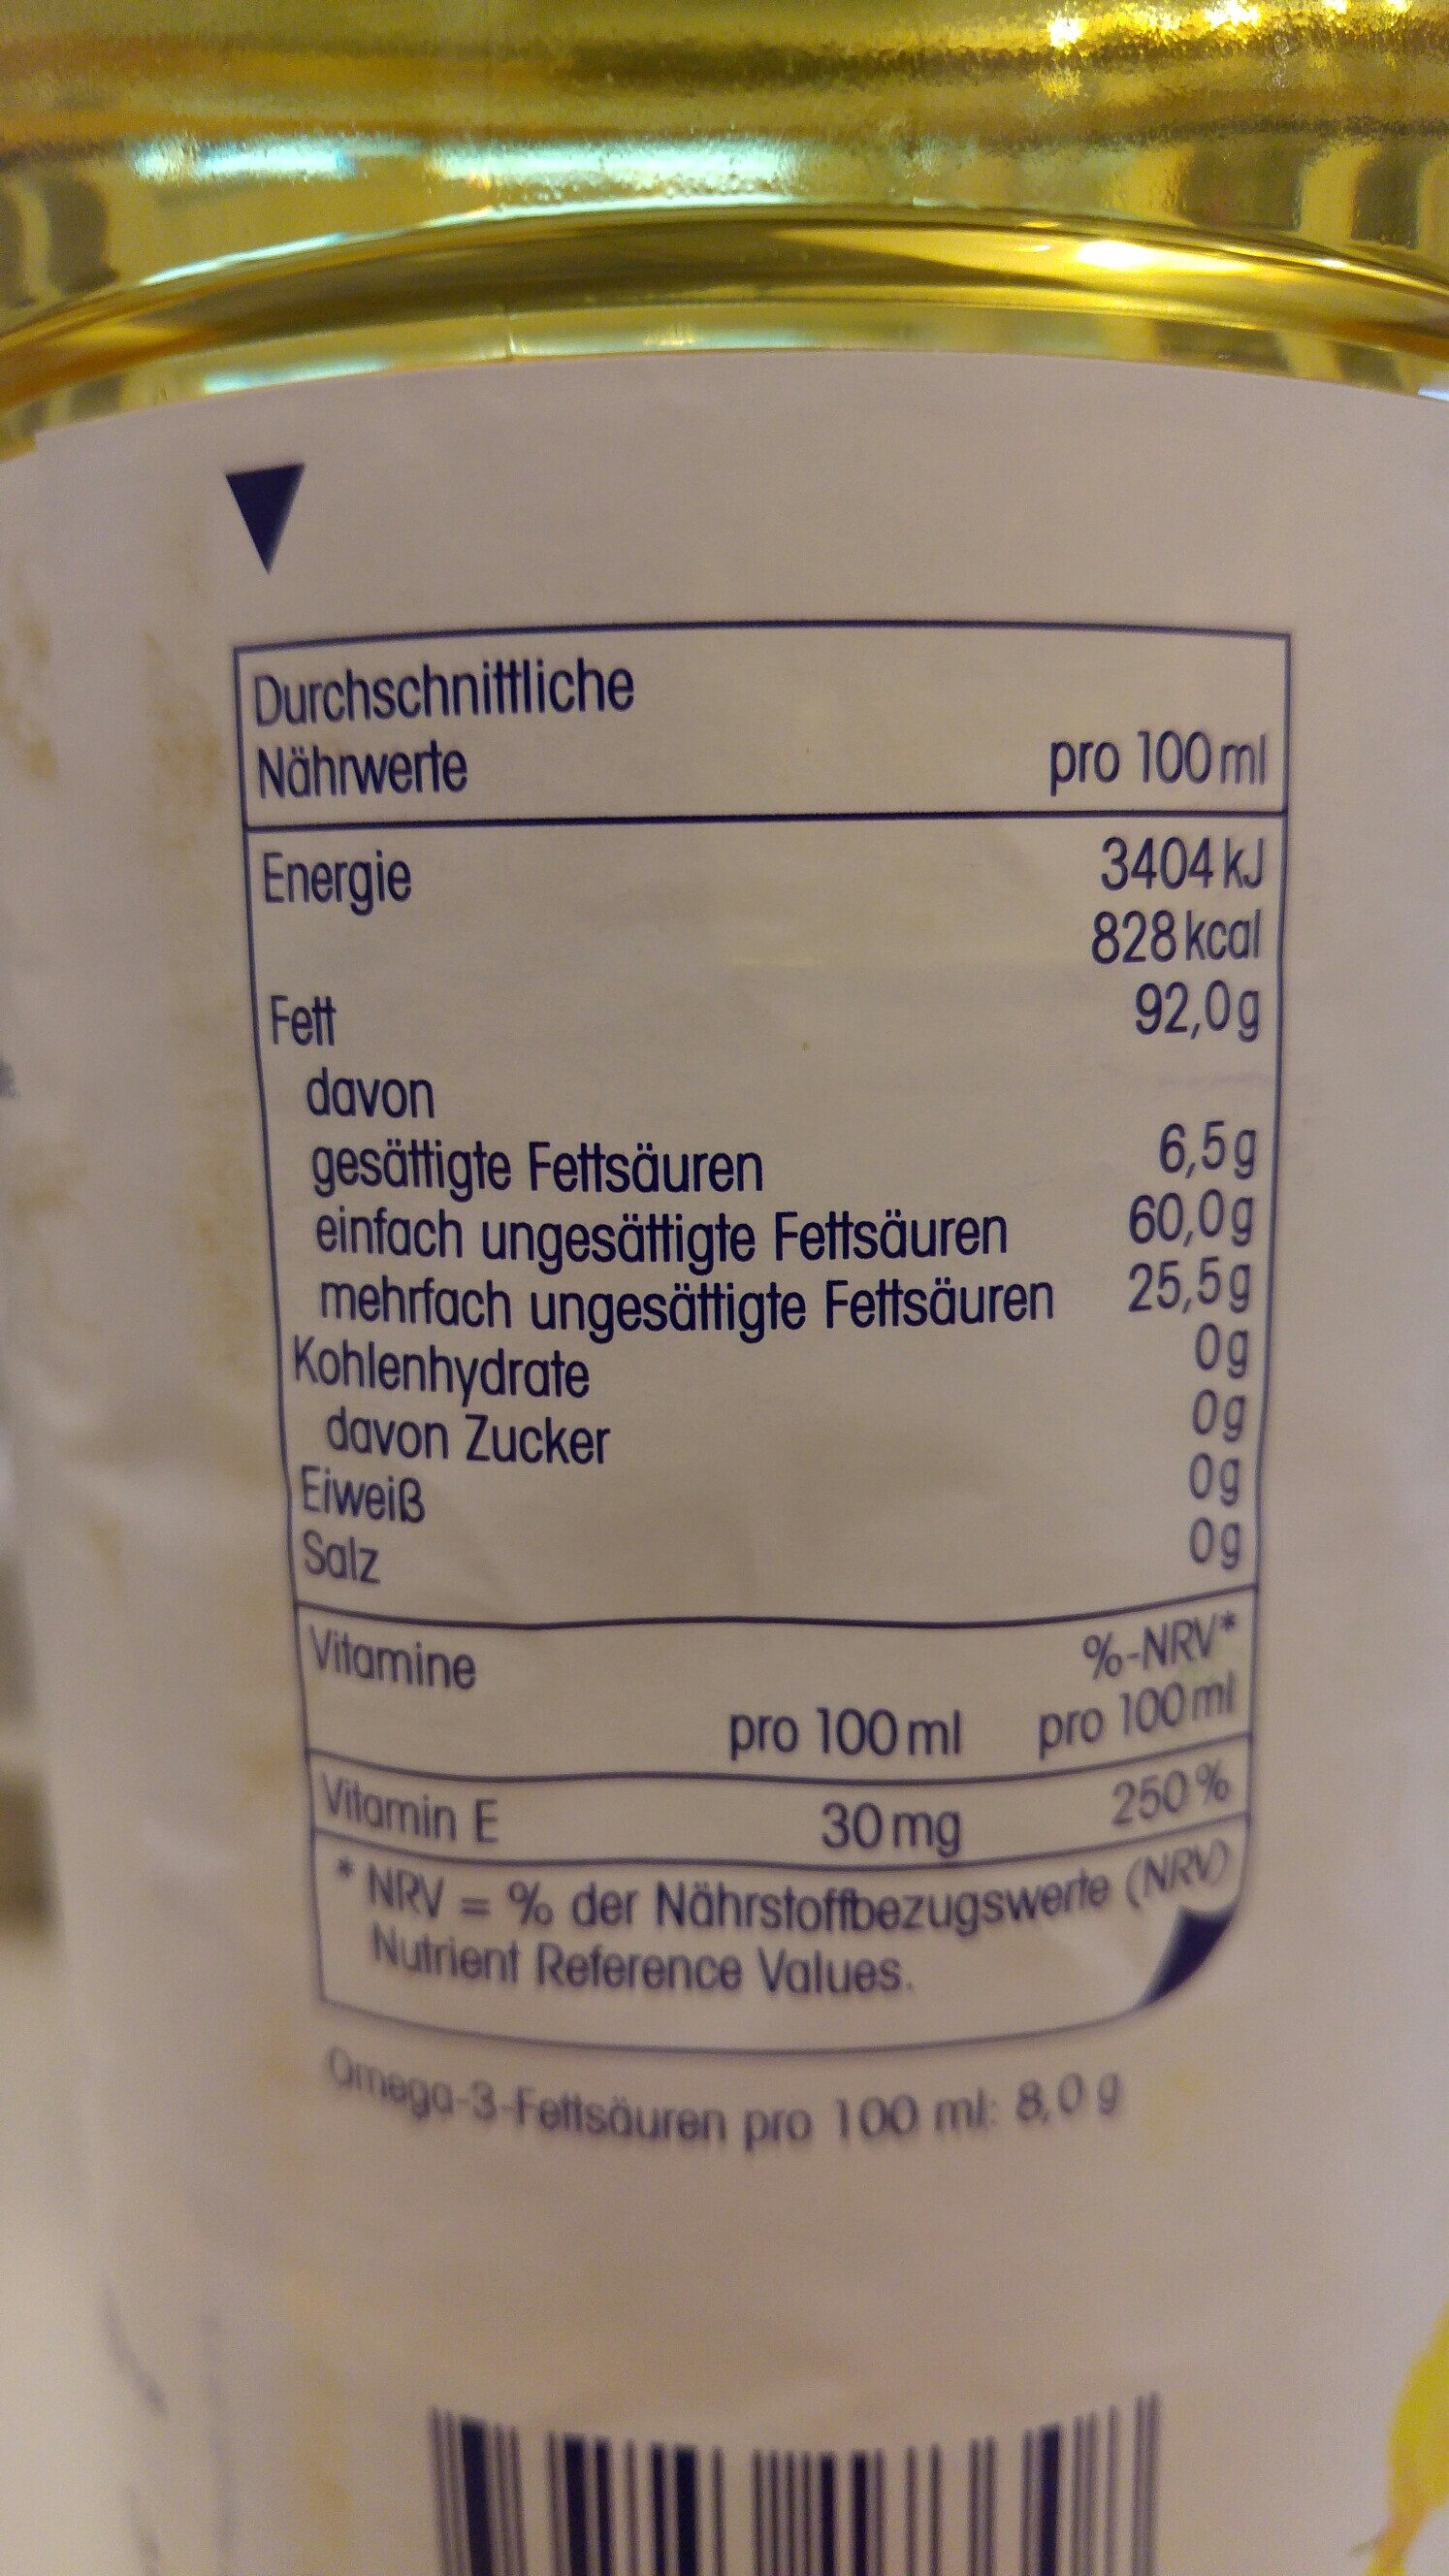 Durchschnittliche
Nährwerte pro 100 ml
Energie 3404 kJ
828 kcal
Fett 92,0 g
davon
gesättigte Fettsäuren 6,5 g
einfach ungesättigte Fettsäuren 60,0 g
mehrfach ungesättigte Fettsäuren 25,5 g
Kohlenhydrate 0 g
davon Zucker 0 g
Eiweiß 0 g
Salz 0 g
Vitamine %-NRV*
pro 100 ml pro 100 ml
Vitamin E 30 mg 250 %
* NRV = % der Nährstoffbezugswerte (NRV)
Nutrient Reference Values.
Omega-3-Fettsäuren pro 100 ml: 8,0 g